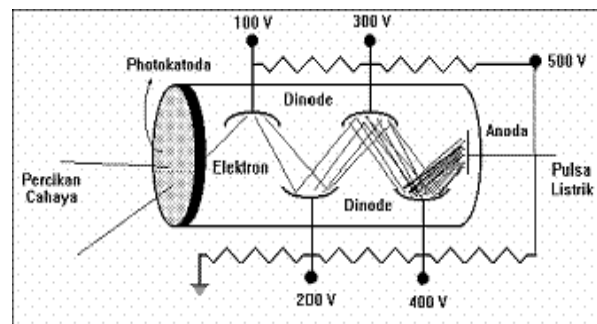 100 V
300 V
500 V
Photokatoda
Dinode
Anoda
Elektron
Percikan
Cahaya
Pulsa
Listrik
Dinode
200 V
400 V